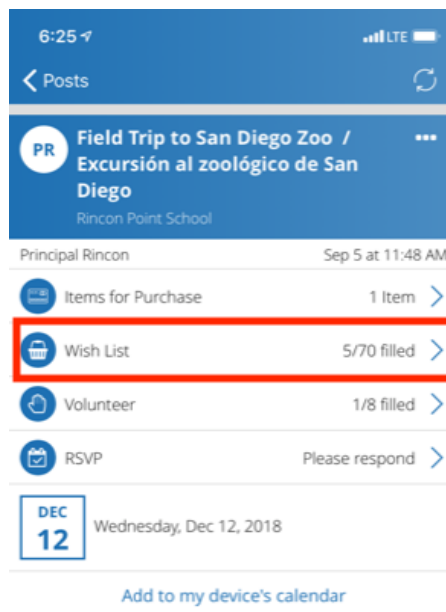 6:25
LTE
Posts
PR
Field Trip to San Diego Zoo /
Excursión al zoológico de San
Diego
Rincon Point School
Principal Rincon
Sep 5 at 11:48 AM
Items for Purchase
1 Item
Wish List
5/70 filled
Volunteer
1/8 filled
RSVP
Please respond
DEC
12
Wednesday, Dec 12, 2018
Add to my device's calendar